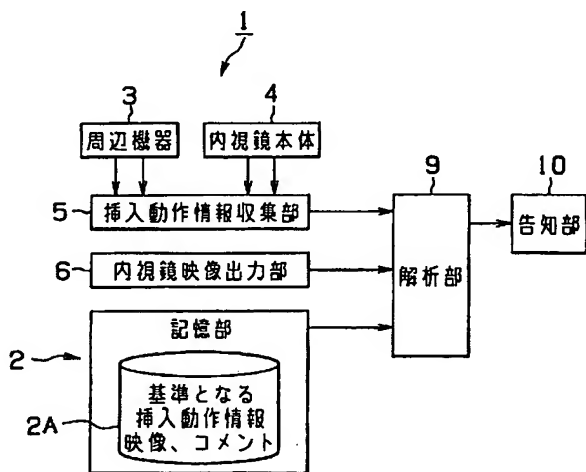 1
3
4
周辺機器
内視鏡本体
9
10
5
挿入動作情報収集部
告知部
6
内視鏡映像出力部
解析部
記憶部
2
基準となる
挿入動作情報
2A
映像、コメント